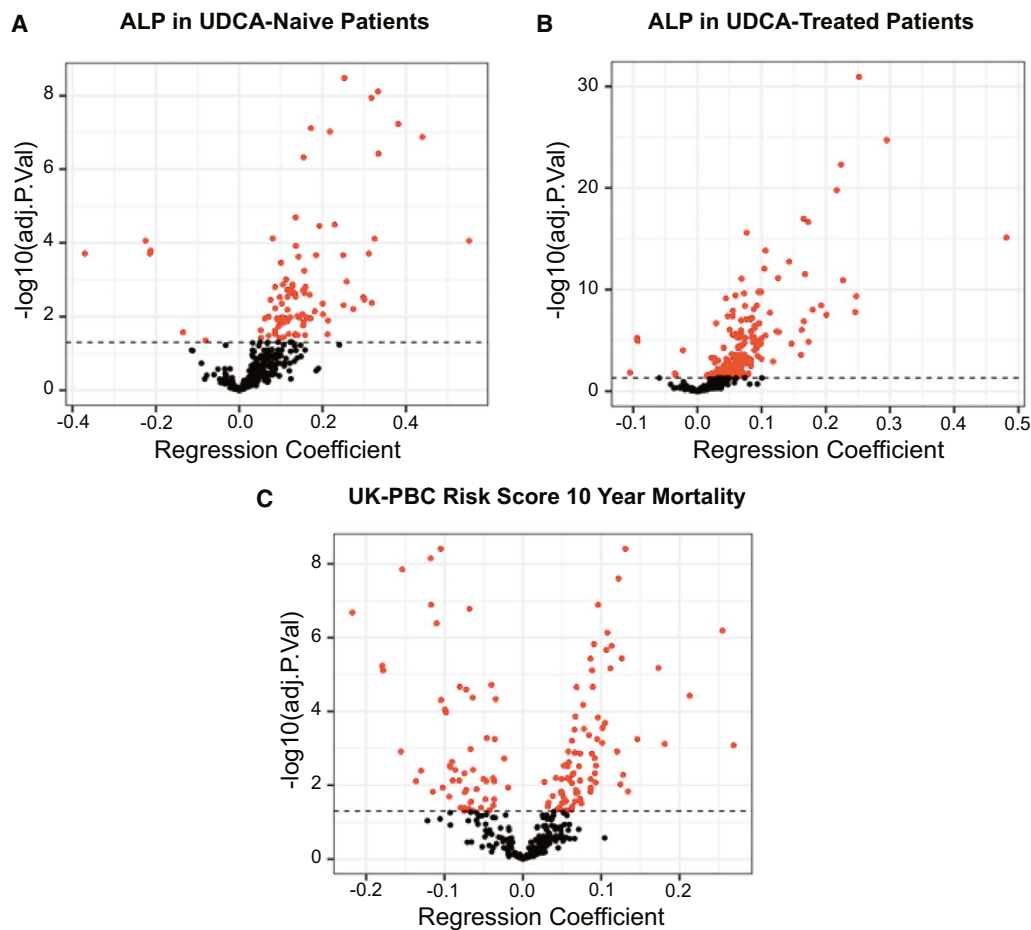 A ALP in UDCA-Naive Patients
-log10(adj.P.Val)
8
6
4
2
0
-0.4 -0.2 0.0 0.2 0.4
Regression Coefficient
B ALP in UDCA-Treated Patients
-log10(adj.P.Val)
30
20
10
0
-0.1 0.0 0.1 0.2 0.3 0.4 0.5
Regression Coefficient
C UK-PBC Risk Score 10 Year Mortality
-log10(adj.P.Val)
8
6
4
2
0
-0.2 -0.1 0.0 0.1 0.2
Regression Coefficient